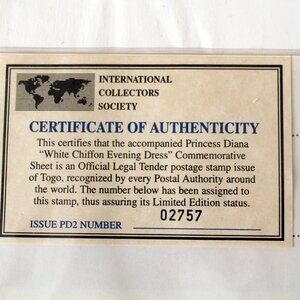 INTERNATIONAL
COLLECTORS
SOCIETY
CERTIFICATE OF AUTHENTICITY
This certifies that the accompanied Princess Diana
"White Chiffon Evening Dress" Commemorative
Sheet is an Official Legal Tender postage stamp issue
of Togo, recognized by every Postal Authority around
the world. The number below has been assigned to
this stamp, thus assuring its Limited Edition status.
ISSUE PD2 NUMBER 02757